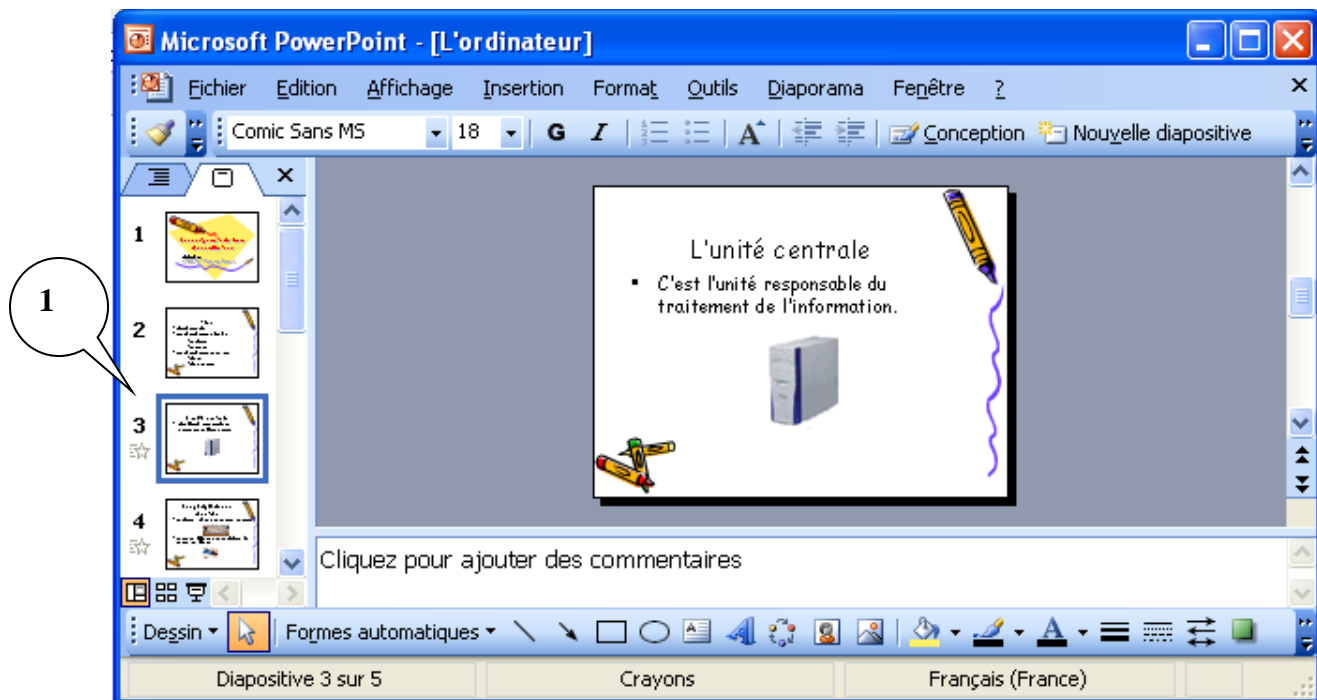 Microsoft PowerPoint - [L'ordinateur]
Fichier Edition Affichage Insertion Format Outils Diaporama Fenêtre ?
Comic Sans MS 18 G I A Conception Nouvelle diapositive
1
2
3
4
1
L'unité centrale
▪ C'est l'unité responsable du
traitement de l'information.
Cliquez pour ajouter des commentaires
Dessin Formes automatiques A
Diapositive 3 sur 5 Crayons Français (France)